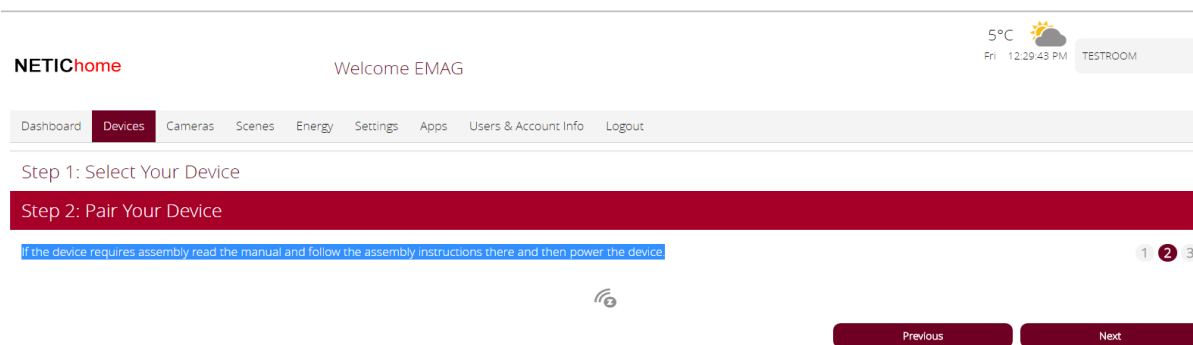 5°C
NETIChome
Welcome EMAG
Fri 12:29:43 PM TESTROOM
Dashboard Devices Cameras Scenes Energy Settings Apps Users & Account Info Logout
Step 1: Select Your Device
Step 2: Pair Your Device
If the device requires assembly read the manual and follow the assembly instructions there and then power the device.
1 2 3
Previous Next